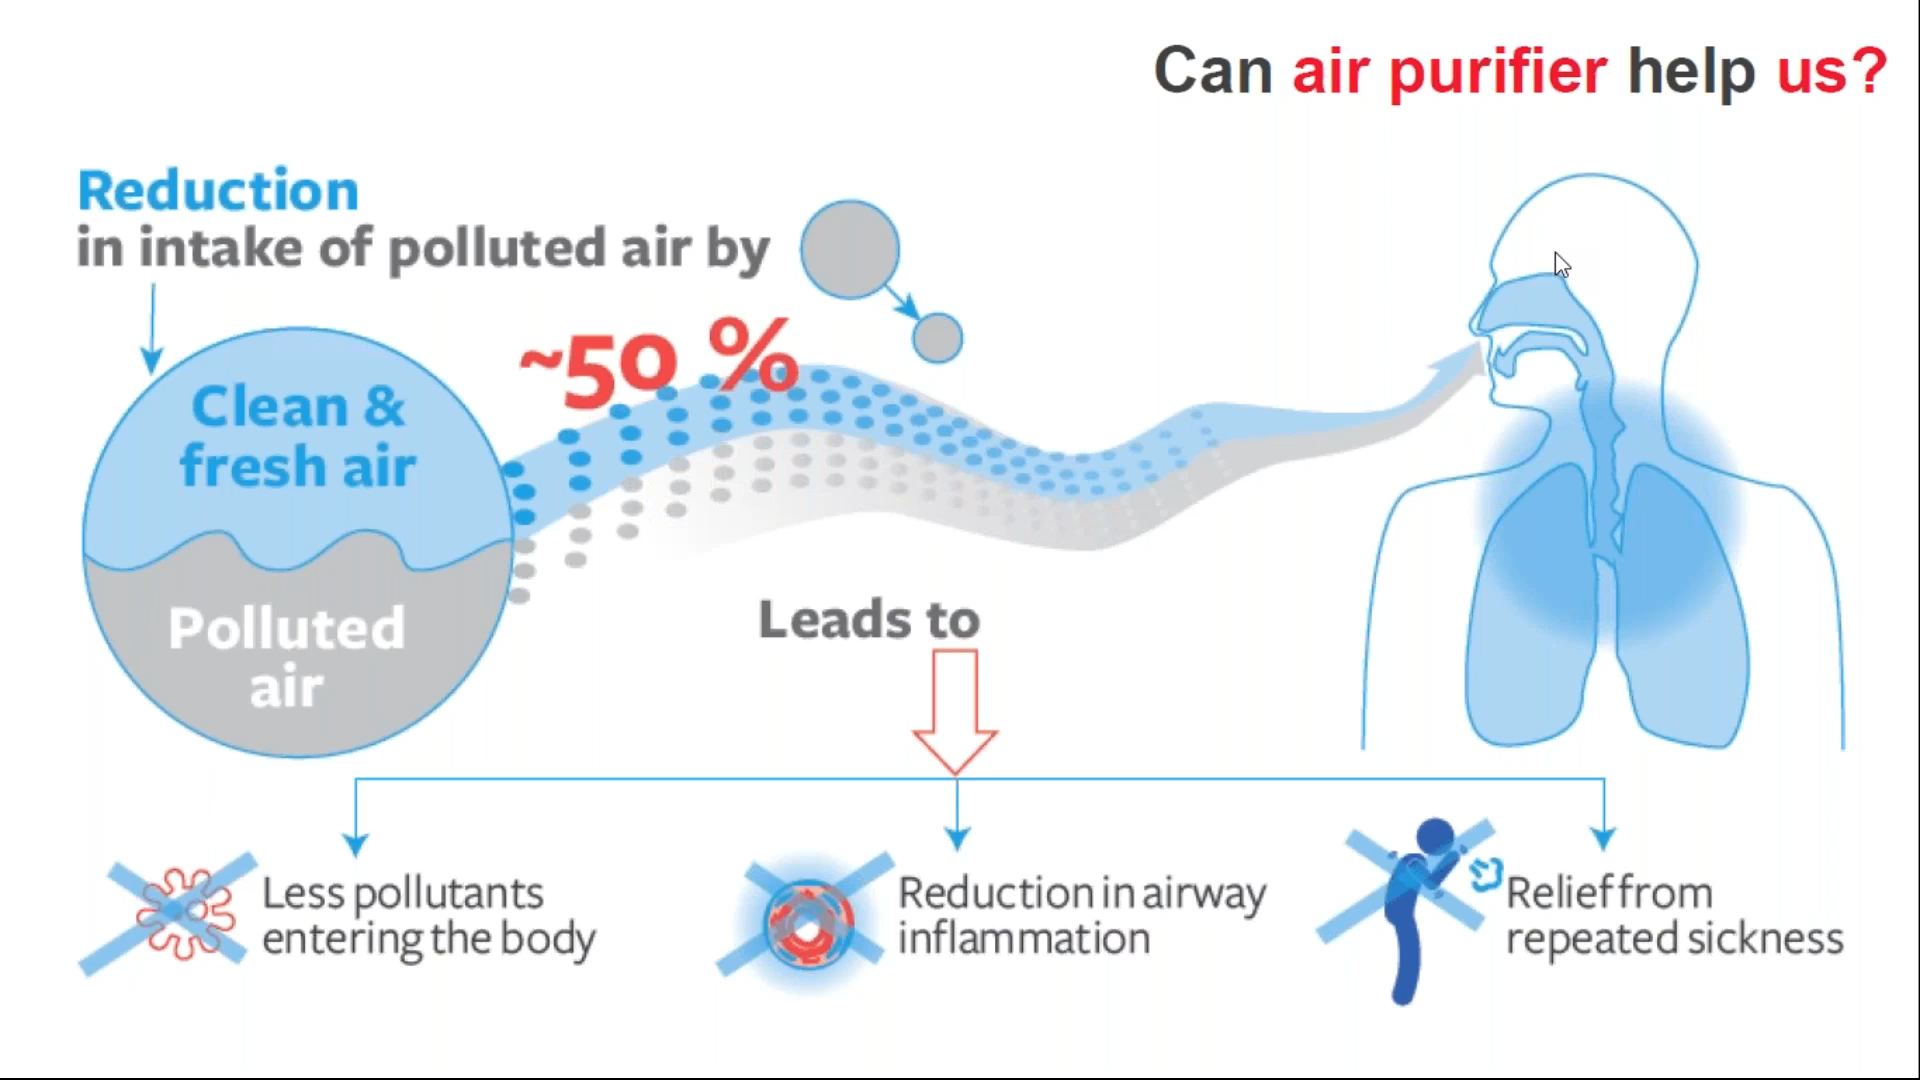 Can air purifier help us?
Reduction
in intake of polluted air by
~50 %
Clean &
fresh air
Polluted
air
Leads to
Less pollutants
entering the body
Reduction in airway
inflammation
Relief from
repeated sickness